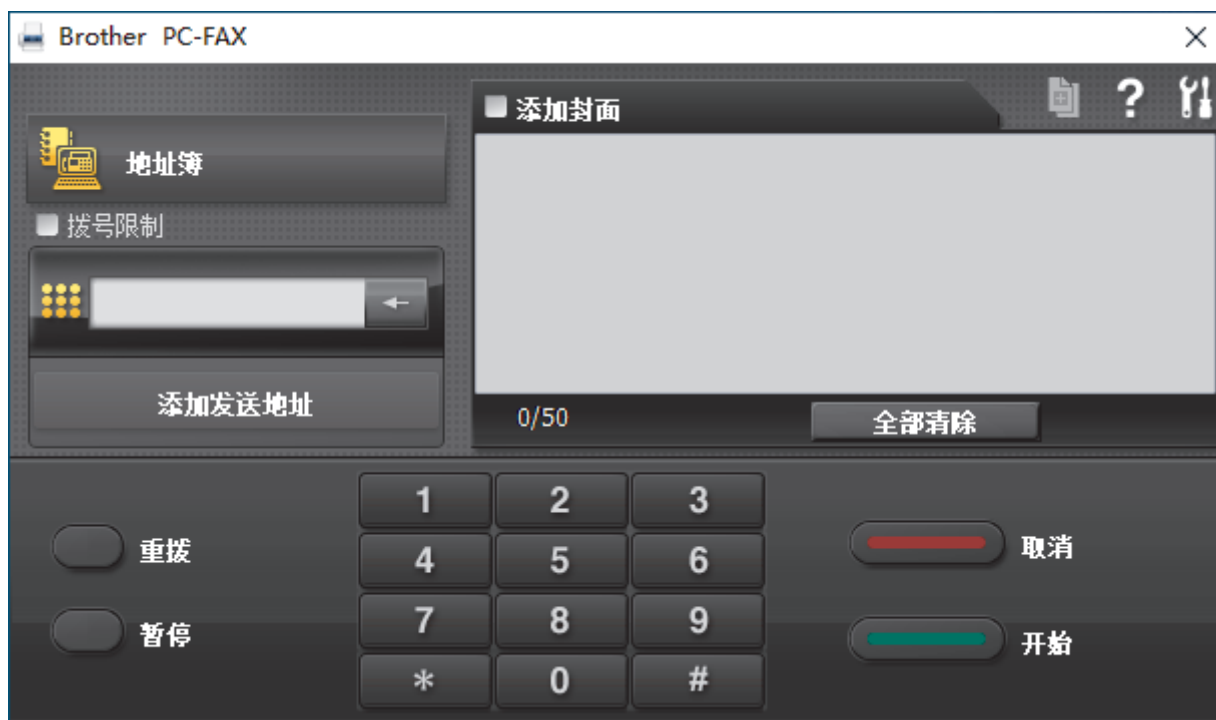 Brother PC-FAX
添加封面
?
地址簿
拨号限制
添加发送地址
0/50
全部清除
1 2 3
重拨
4 5 6
取消
7 8 9
暂停
开始
* 0 #